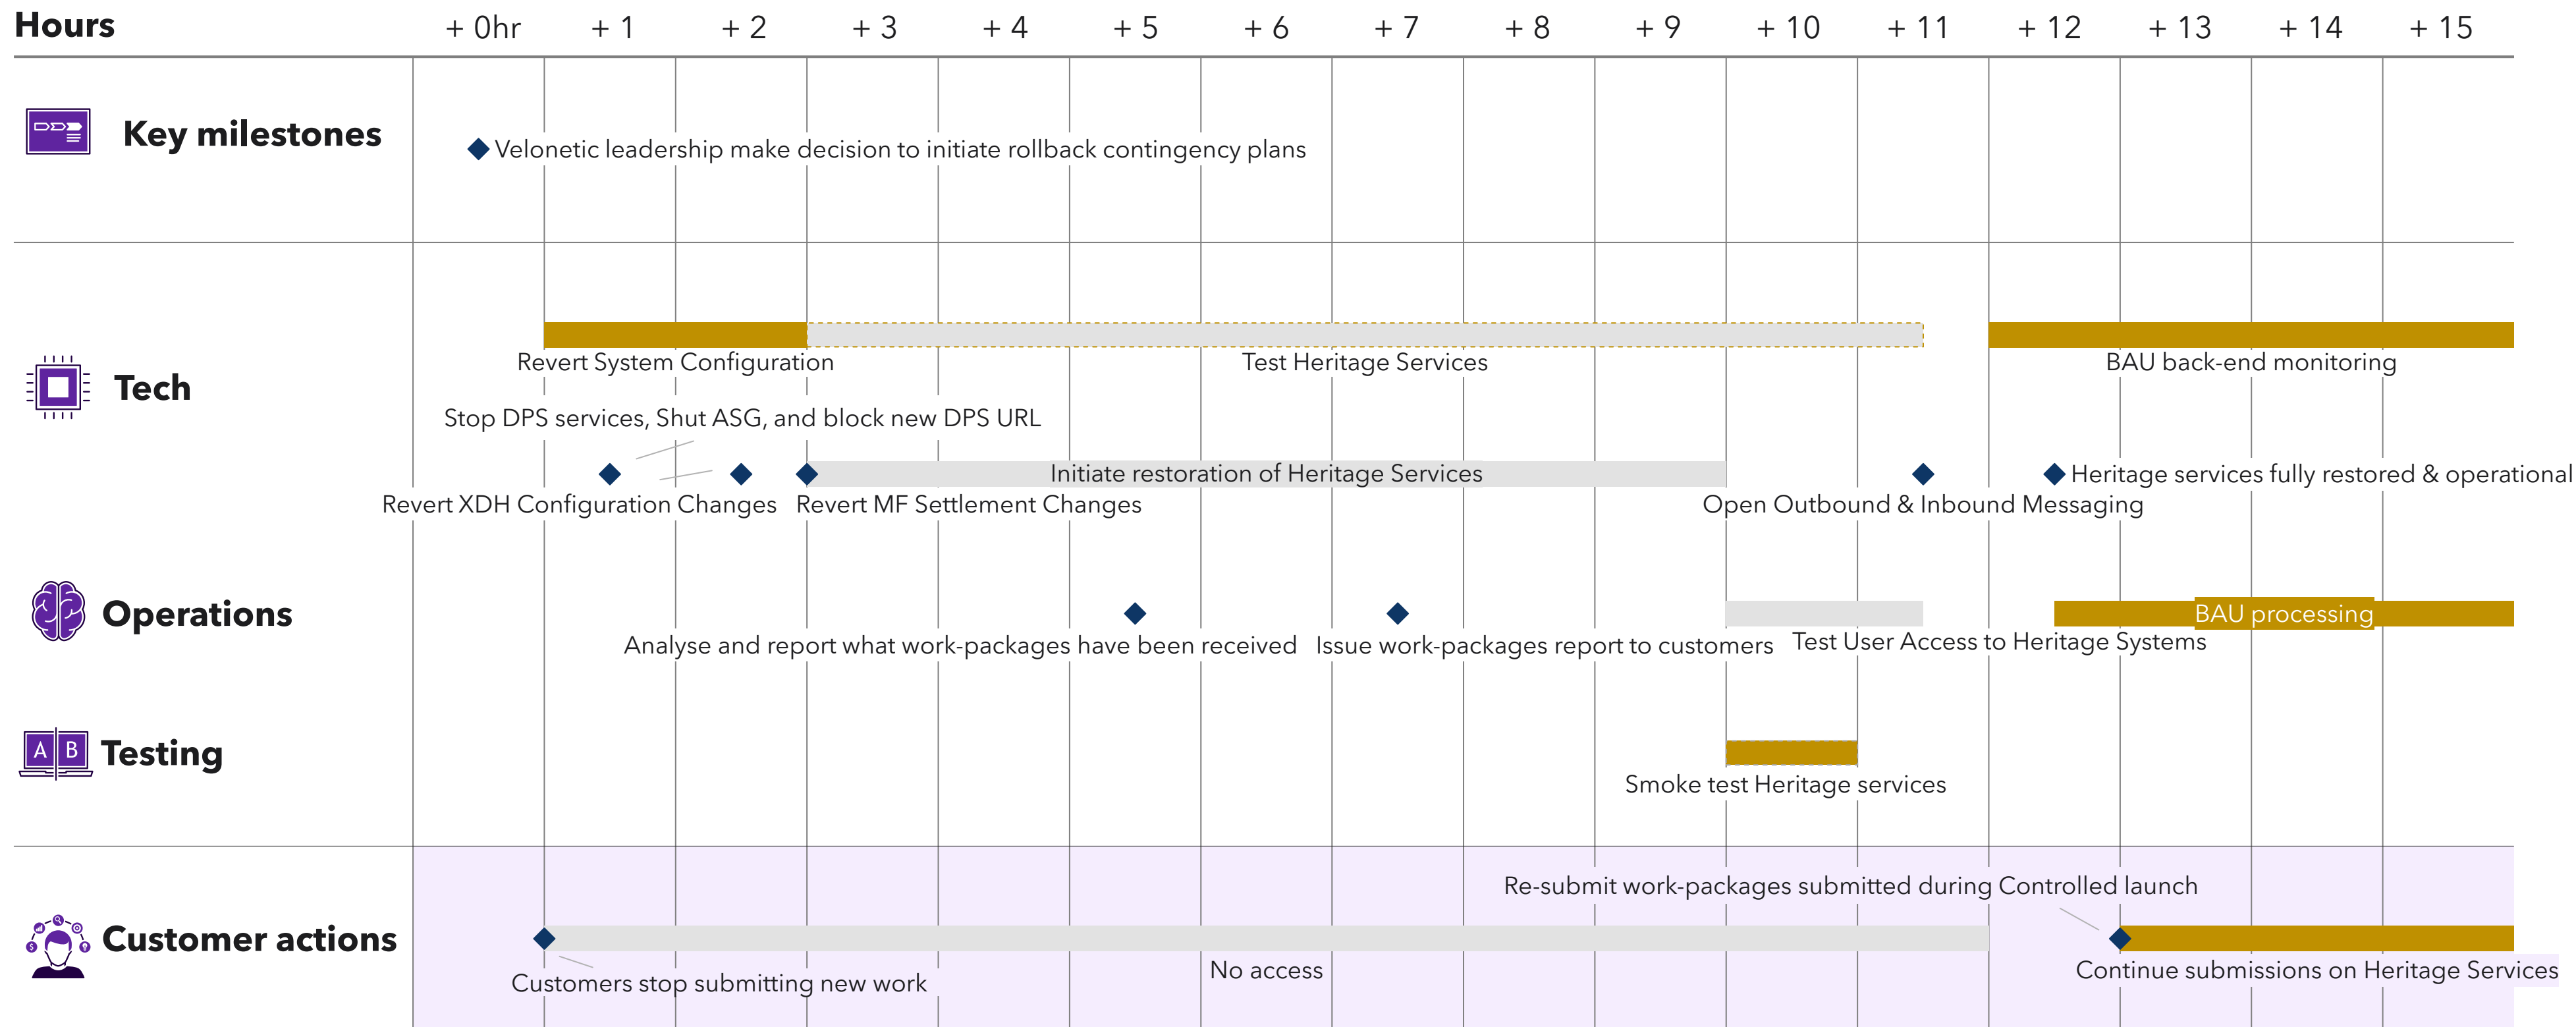 Hours + 0hr + 1 + 2 + 3 + 4 + 5 + 6 + 7 + 8 + 9 + 10 + 11 + 12 + 13 + 14 + 15
Key milestones
Velonetic leadership make decision to initiate rollback contingency plans
Tech
Revert System Configuration
Test Heritage Services
BAU back-end monitoring
Stop DPS services, Shut ASG, and block new DPS URL
Initiate restoration of Heritage Services
Heritage services fully restored & operational
Revert XDH Configuration Changes
Revert MF Settlement Changes
Open Outbound & Inbound Messaging
Operations
BAU processing
Analyse and report what work-packages have been received
Issue work-packages report to customers
Test User Access to Heritage Systems
Testing
A B
Smoke test Heritage services
Customer actions
Re-submit work-packages submitted during Controlled launch
No access
Continue submissions on Heritage Services
Customers stop submitting new work